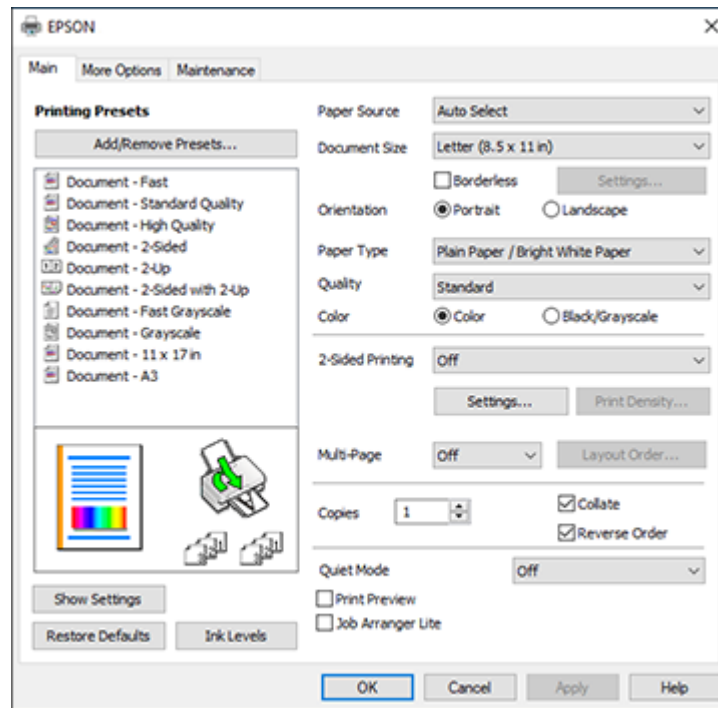 EPSON
Main More Options Maintenance
Printing Presets
Add/Remove Presets...
Document - Fast
Document - Standard Quality
Document - High Quality
Document - 2-Sided
Document - 2-Up
Document - 2-Sided with 2-Up
Document - Fast Grayscale
Document - Grayscale
Document - 11 x 17 in
Document - A3
Show Settings
Restore Defaults Ink Levels
Paper Source Auto Select
Document Size Letter (8.5 x 11 in)
Borderless Settings...
Orientation Portrait Landscape
Paper Type Plain Paper / Bright White Paper
Quality Standard
Color Color Black/Grayscale
2-Sided Printing Off
Settings... Print Density...
Multi-Page Off Layout Order...
Copies 1 Collate
Reverse Order
Quiet Mode Off
Print Preview
Job Arranger Lite
OK Cancel Apply Help